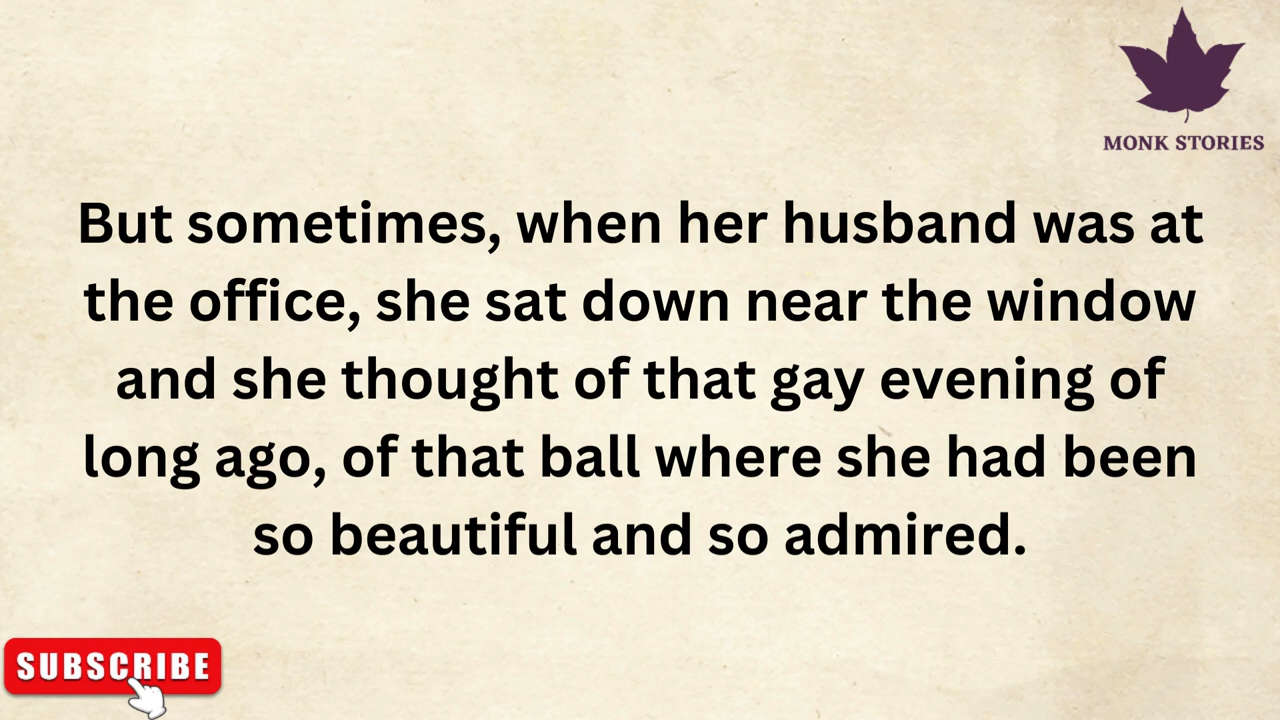 MONK STORIES
But sometimes, when her husband was at
the office, she sat down near the window
and she thought of that gay evening of
long ago, of that ball where she had been
so beautiful and so admired.
SUBSCRIBE